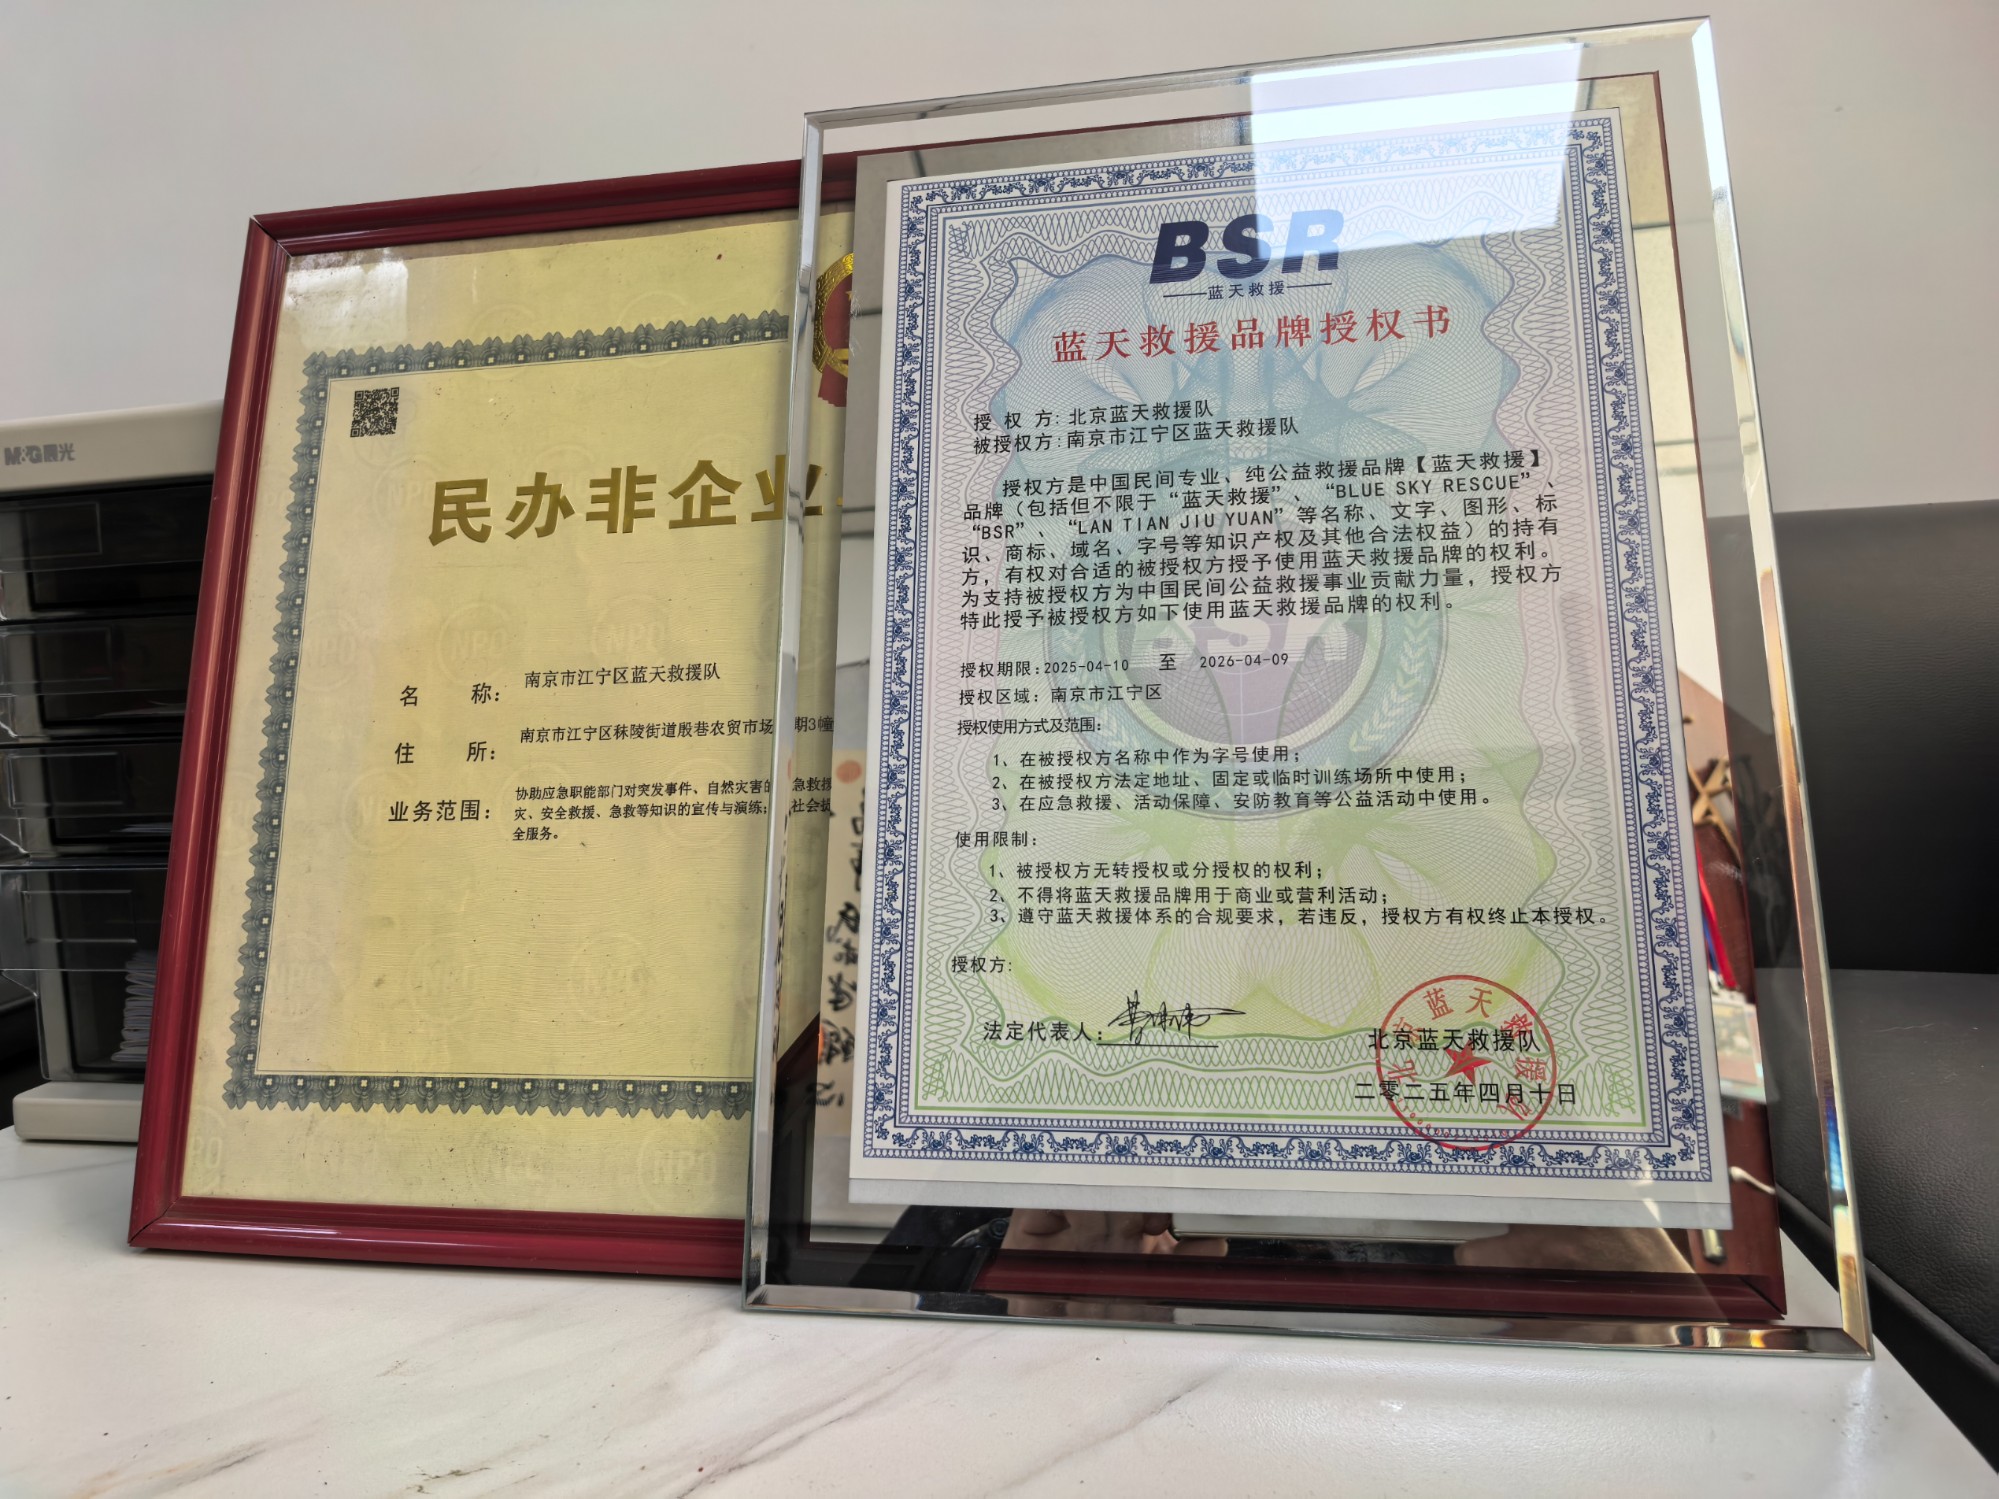 M&G晨光
民办非企业
名 称：
南京市江宁区蓝天救援队
住 所：
南京市江宁区秣陵街道殷巷农贸市场 期3幢
业务范围：
协助应急职能部门对突发事件、自然灾害的 急救援
灾、安全救援、急救等知识的宣传与演练； 社会执
全服务。
BSR
蓝天救援
蓝天救援品牌授权书
授 权 方：北京蓝天救援队
被授权方：南京市江宁区蓝天救援队
授权方是中国民间专业、纯公益救援品牌【蓝天救援】
品牌（包括但不限于“蓝天救援”、“BLUE SKY RESCUE”、
“BSR”、“LAN TIAN JIU YUAN”等名称、文字、图形、标
识、商标、域名、字号等知识产权及其他合法权益）的持有
方，有权对合适的被授权方授予使用蓝天救援品牌的权利。
为支持被授权方为中国民间公益救援事业贡献力量，授权方
特此授予被授权方如下使用蓝天救援品牌的权利。
授权期限：2025-04-10 至 2026-04-09
授权区域：南京市江宁区
授权使用方式及范围：
1、在被授权方名称中作为字号使用；
2、在被授权方法定地址、固定或临时训练场所中使用；
3、在应急救援、活动保障、安防教育等公益活动中使用。
使用限制：
1、被授权方无转授权或分授权的权利；
2、不得将蓝天救援品牌用于商业或营利活动；
3、遵守蓝天救援体系的合规要求，若违反，授权方有权终止本授权。
授权方：
法定代表人：
北京蓝天救援队
二零二五年四月十日
北京蓝天救援队